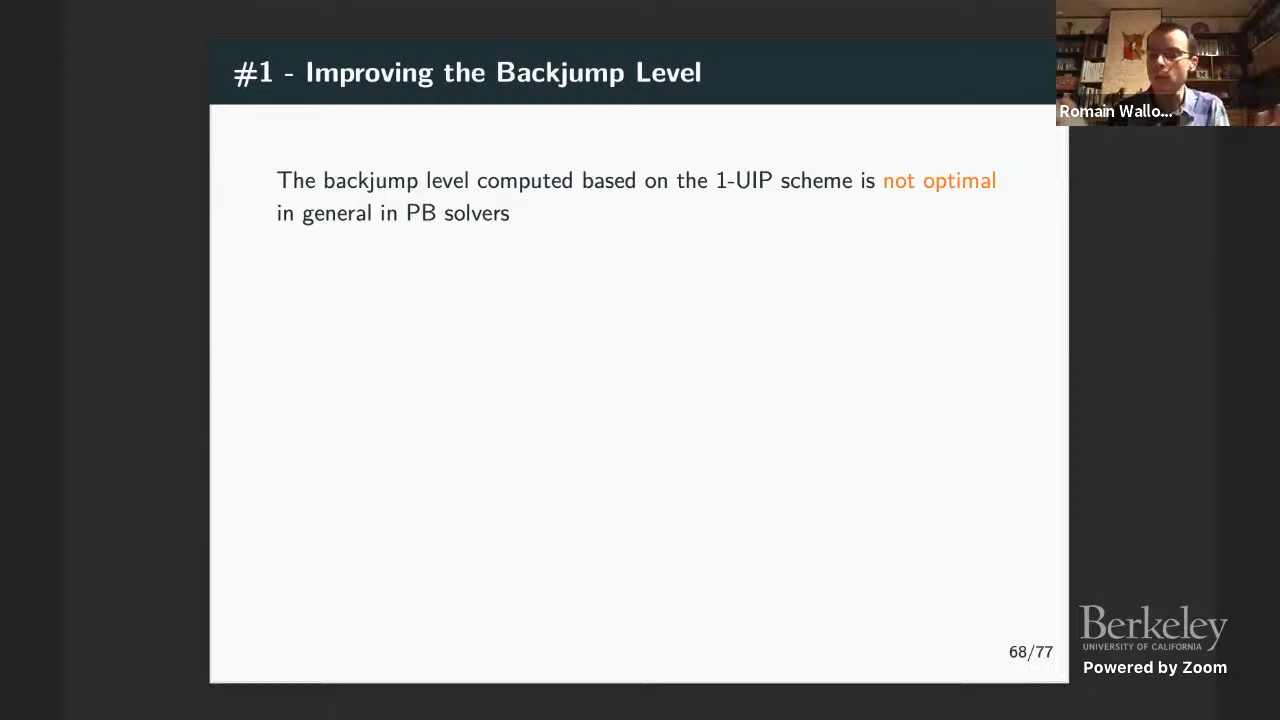 #1 - Improving the Backjump Level
Romain Wallo...
The backjump level computed based on the 1-UIP scheme is not optimal
in general in PB solvers
68/77
Berkeley
UNIVERSITY OF CALIFORNIA
Powered by Zoom